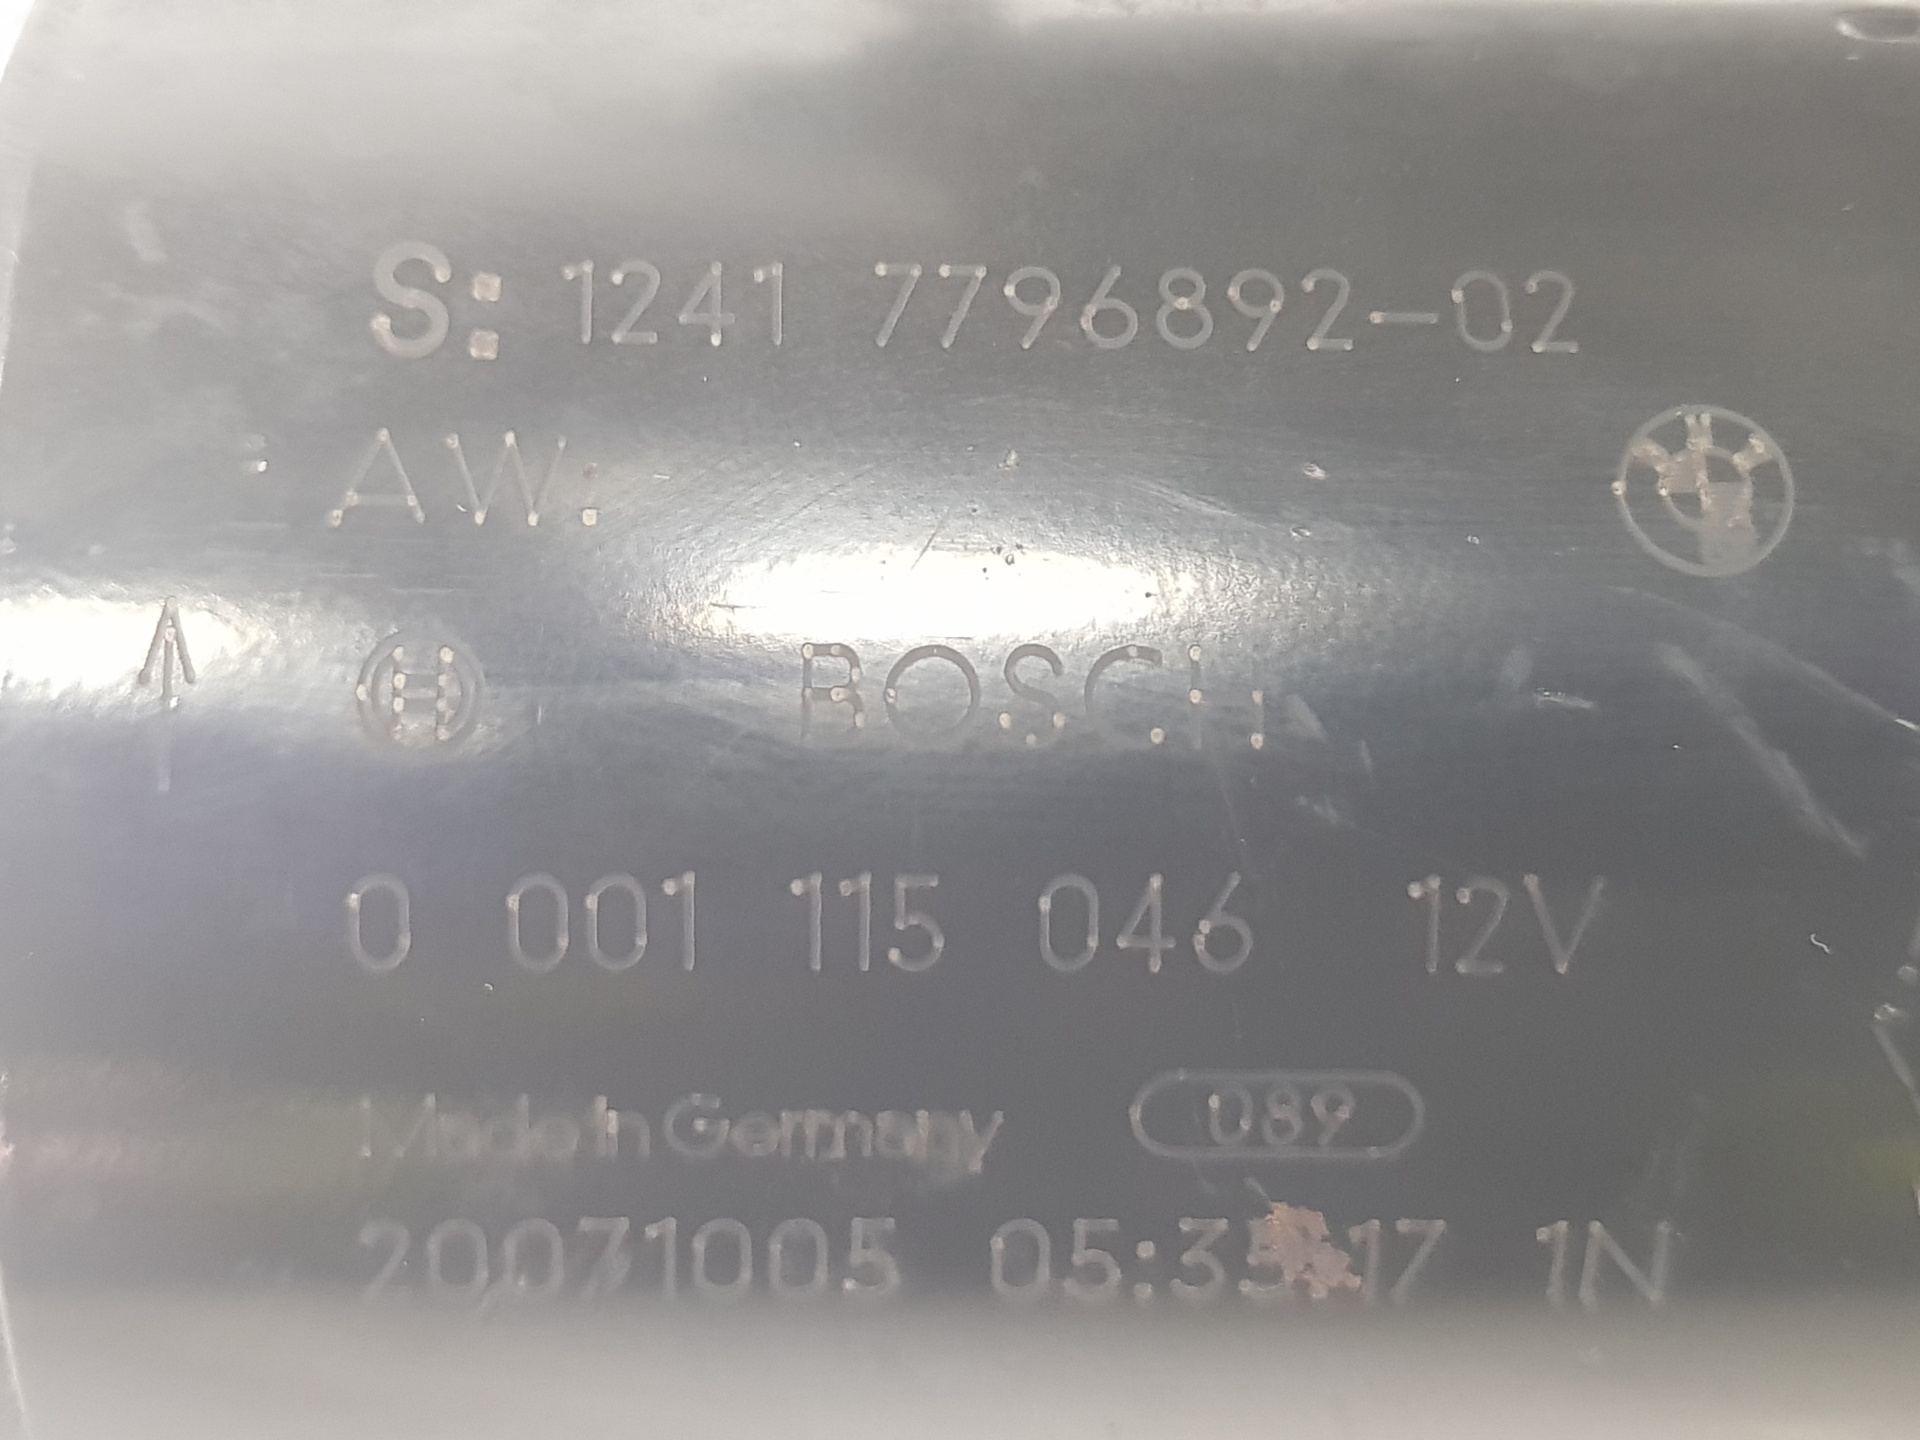 S: 1241 7796892-02
AW:
BOSCH
0 001 115 046 12V
Made in Germany 089
20071005 1N